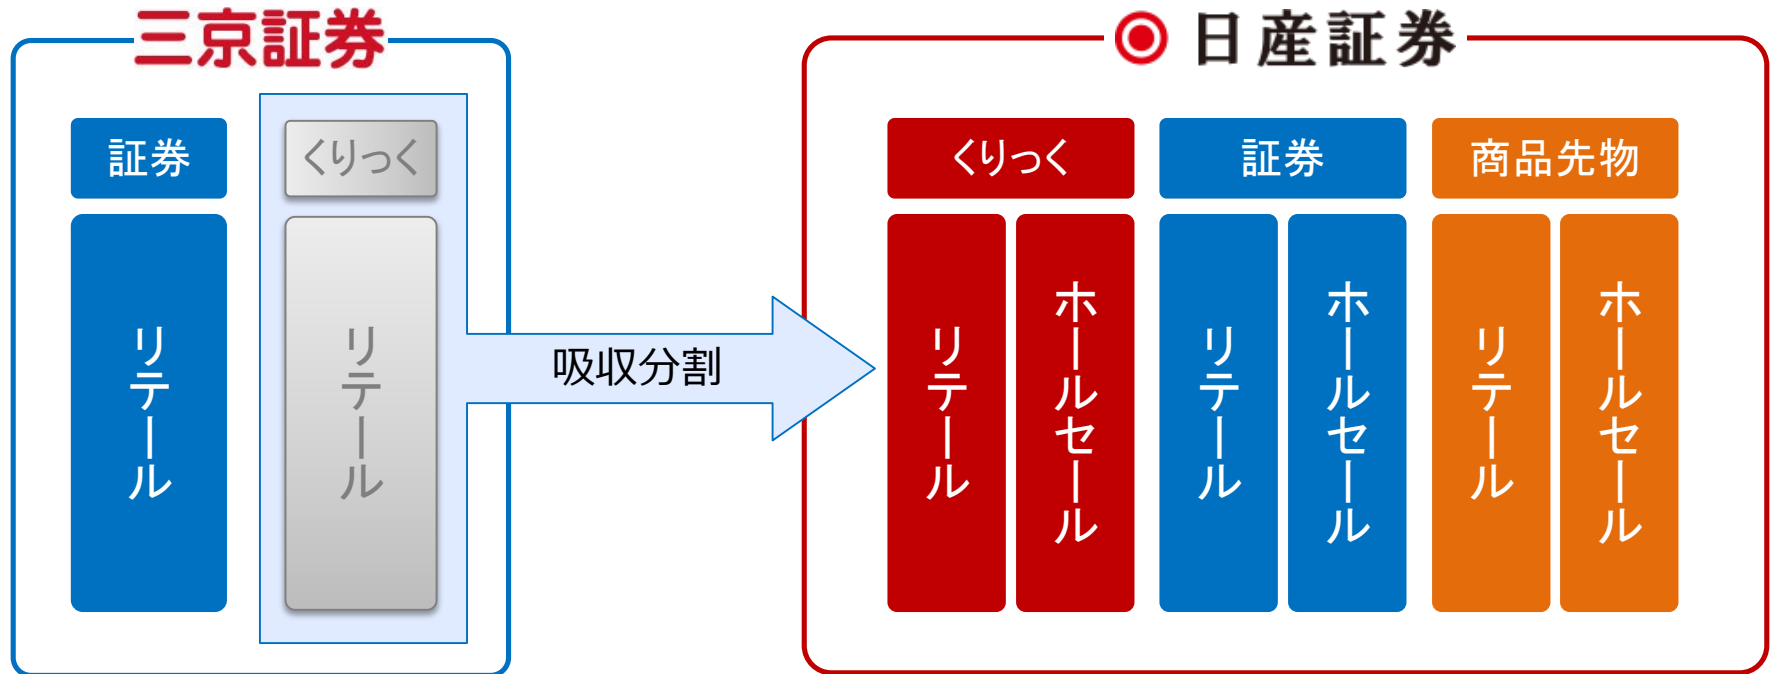 三京証券
証券
くりっく
リテール
リテール
吸収分割
日産証券
くりっく
証券
商品先物
リテール
ホールセール
リテール
ホールセール
リテール
ホールセール